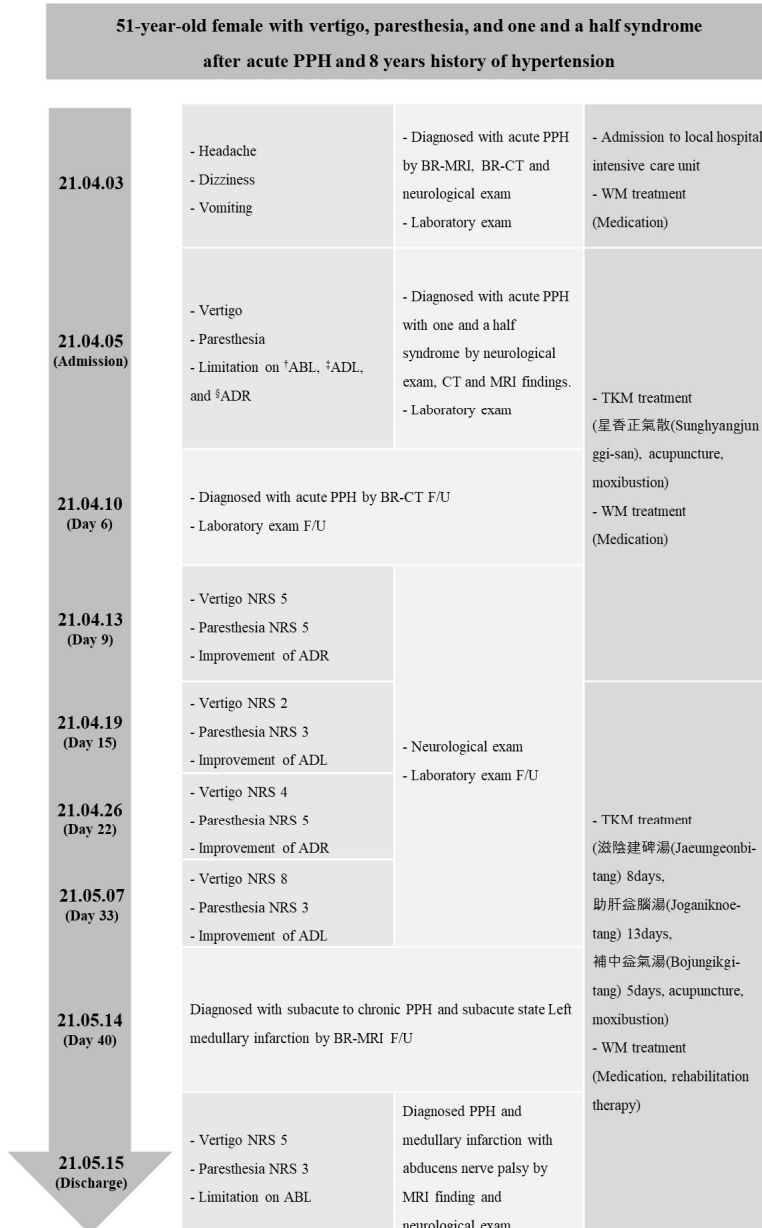 51-year-old female with vertigo, paresthesia, and one and a half syndrome
after acute PPH and 8 years history of hypertension
21.04.03
- Headache
- Dizziness
- Vomiting
- Diagnosed with acute PPH
by BR-MRI, BR-CT and
neurological exam
- Laboratory exam
- Admission to local hospital
intensive care unit
- WM treatment
(Medication)
21.04.05
(Admission)
- Vertigo
- Paresthesia
- Limitation on †ABL, ‡ADL,
and §ADR
- Diagnosed with acute PPH
with one and a half
syndrome by neurological
exam, CT and MRI findings.
- Laboratory exam
- TKM treatment
(星香正氣散(Sunghyangjun
ggi-san), acupuncture,
moxibustion)
- WM treatment
(Medication)
21.04.10
(Day 6)
- Diagnosed with acute PPH by BR-CT F/U
- Laboratory exam F/U
21.04.13
(Day 9)
- Vertigo NRS 5
- Paresthesia NRS 5
- Improvement of ADR
21.04.19
(Day 15)
- Vertigo NRS 2
- Paresthesia NRS 3
- Improvement of ADL
- Neurological exam
- Laboratory exam F/U
21.04.26
(Day 22)
- Vertigo NRS 4
- Paresthesia NRS 5
- Improvement of ADR
21.05.07
(Day 33)
- Vertigo NRS 8
- Paresthesia NRS 3
- Improvement of ADL
- TKM treatment
(滋陰建碑湯(Jaeumgeonbi-
tang) 8days,
助肝益腦湯(Joganiknoe-
tang) 13days,
補中益氣湯(Bojungikgi-
tang) 5days, acupuncture,
moxibustion)
- WM treatment
(Medication, rehabilitation
therapy)
21.05.14
(Day 40)
Diagnosed with subacute to chronic PPH and subacute state Left
medullary infarction by BR-MRI F/U
21.05.15
(Discharge)
- Vertigo NRS 5
- Paresthesia NRS 3
- Limitation on ABL
Diagnosed PPH and
medullary infarction with
abducens nerve palsy by
MRI finding and
neurological exam